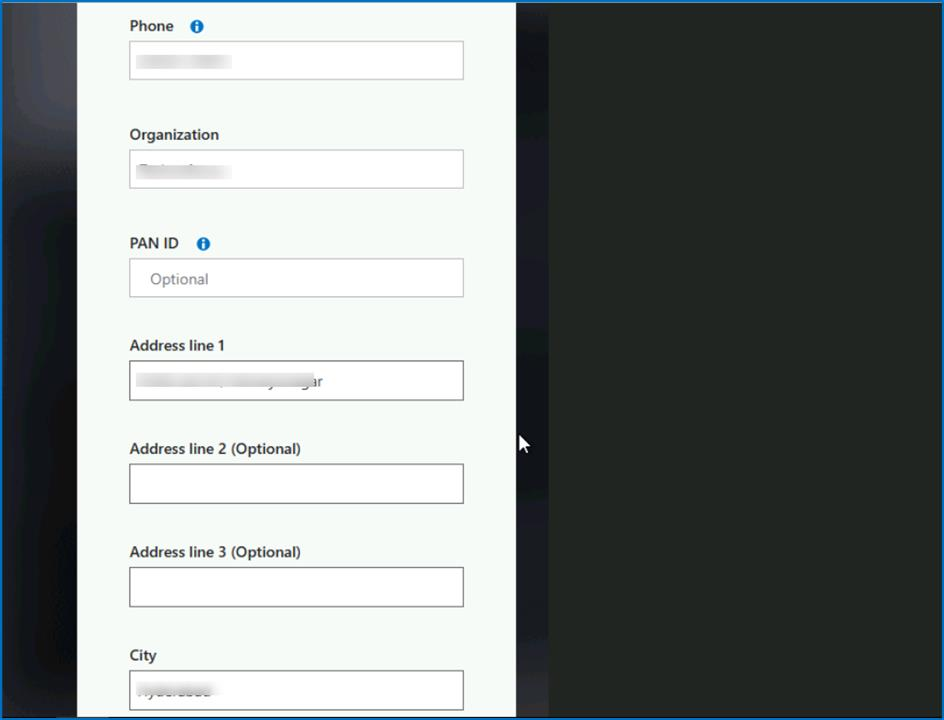 Phone
Organization
PAN ID
Optional
Address line 1
Address line 2 (Optional)
Address line 3 (Optional)
City